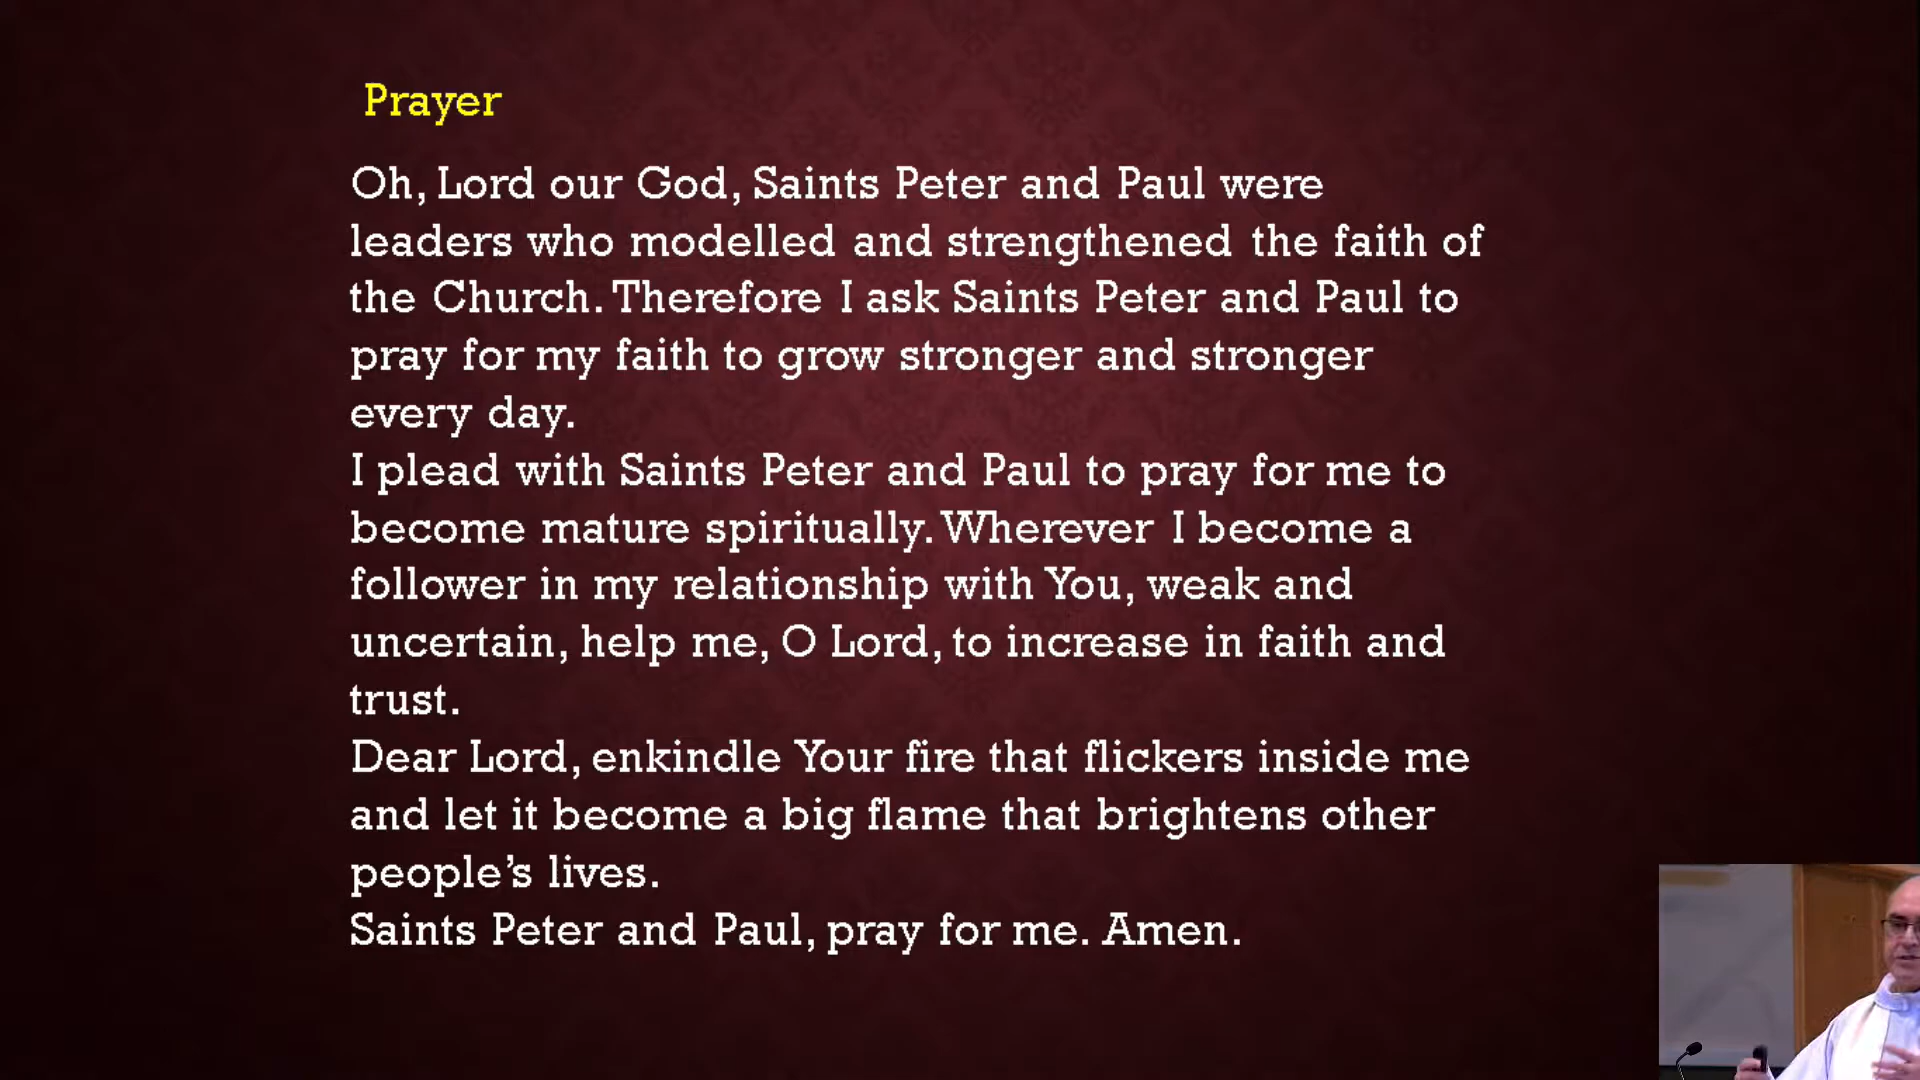 Prayer
Oh, Lord our God, Saints Peter and Paul were
leaders who modelled and strengthened the faith of
the Church. Therefore I ask Saints Peter and Paul to
pray for my faith to grow stronger and stronger
every day.
I plead with Saints Peter and Paul to pray for me to
become mature spiritually. Wherever I become a
follower in my relationship with You, weak and
uncertain, help me, O Lord, to increase in faith and
trust.
Dear Lord, enkindle Your fire that flickers inside me
and let it become a big flame that brightens other
people’s lives.
Saints Peter and Paul, pray for me. Amen.